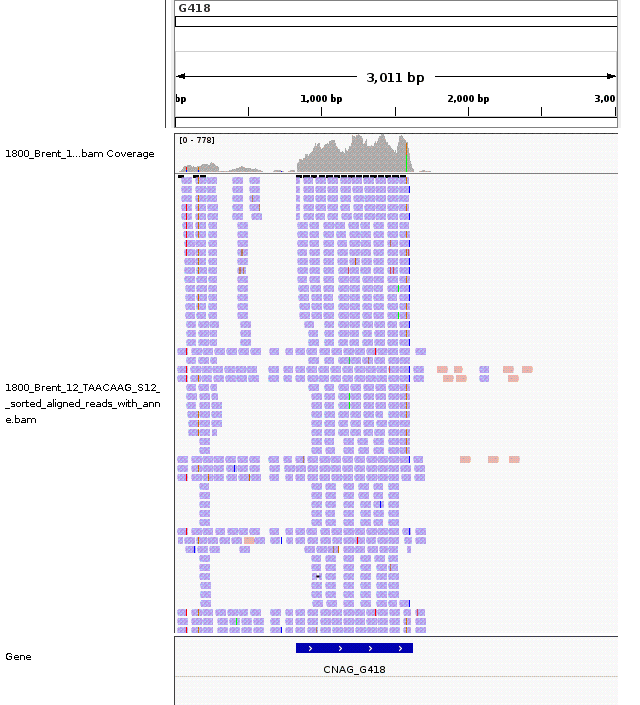 G418
3,011 bp
bp 1,000 bp 2,000 bp 3,00
[0 - 778]
1800_Brent_1...bam Coverage
1800_Brent_12_TAACAAG_S12_
_sorted_aligned_reads_with_ann
e.bam
Gene
CNAG_G418